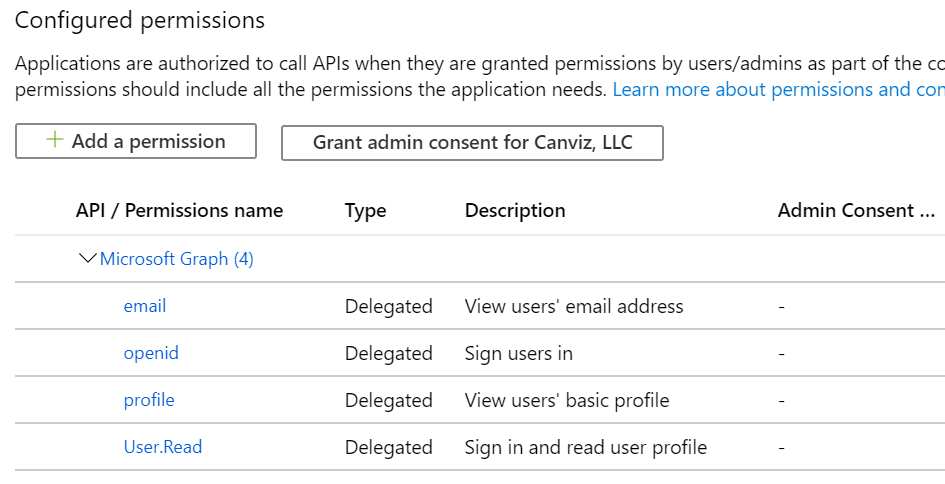 Configured permissions
Applications are authorized to call APIs when they are granted permissions by users/admins as part of the co
permissions should include all the permissions the application needs. Learn more about permissions and con
+ Add a permission Grant admin consent for Canviz, LLC
API / Permissions name Type Description Admin Consent ...
Microsoft Graph (4)
email Delegated View users' email address -
openid Delegated Sign users in -
profile Delegated View users' basic profile -
User.Read Delegated Sign in and read user profile -